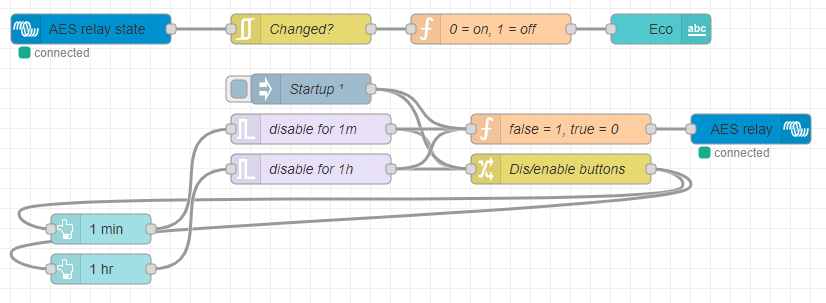 AES relay state
Changed?
0 = on, 1 = off
Eco
abc
connected
Startup ¹
disable for 1m
false = 1, true = 0
AES relay
connected
disable for 1h
Dis/enable buttons
1 min
1 hr